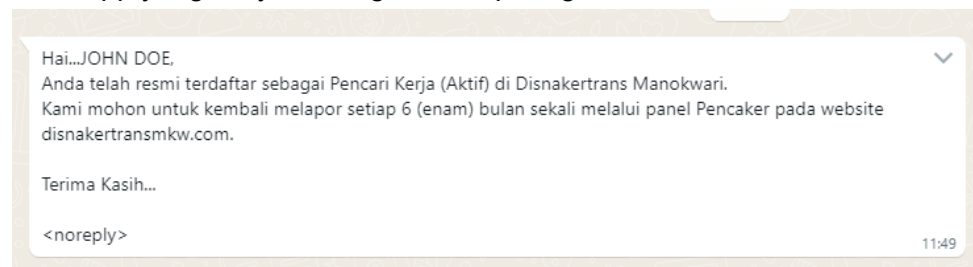 Hai...JOHN DOE,
Anda telah resmi terdaftar sebagai Pencari Kerja (Aktif) di Disnakertrans Manokwari.
Kami mohon untuk kembali melapor setiap 6 (enam) bulan sekali melalui panel Pencaker pada website
disnakertransmkw.com.
Terima Kasih...
<noreply>
11:49